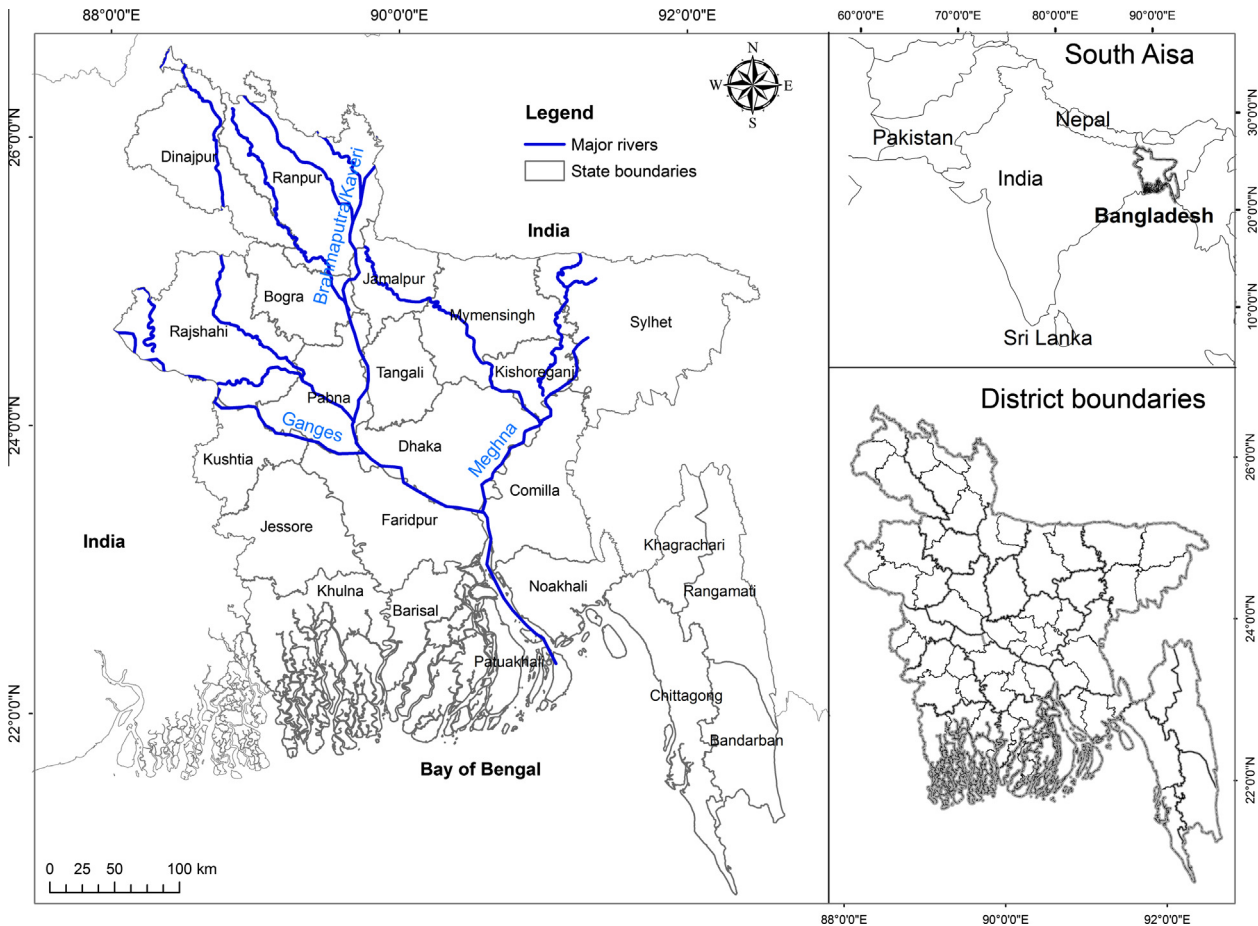 88°0'0"E
90°0'0"E
92°0'0"E
26°0'0"N
24°0'0"N
22°0'0"N
N
W
E
S
Legend
Major rivers
State boundaries
Dinajpur
Ranpur
Brahmaputra/Kaveri
India
Jamalpur
Bogra
Mymensingh
Sylhet
Rajshahi
Tangali
Kishoreganj
Pabna
Ganges
Dhaka
Meghna
Kushtia
Comilla
Faridpur
Jessore
India
Khagrachari
Noakhali
Rangamati
Khulna
Barisal
Patuakhali
Chittagong
Bandarban
Bay of Bengal
0 25 50 100 km
60°0'0"E
70°0'0"E
80°0'0"E
90°0'0"E
South Aisa
Nepal
Pakistan
India
Bangladesh
Sri Lanka
30°0'0"N
20°0'0"N
10°0'0"N
District boundaries
26°0'0"N
24°0'0"N
22°0'0"N
88°0'0"E
90°0'0"E
92°0'0"E